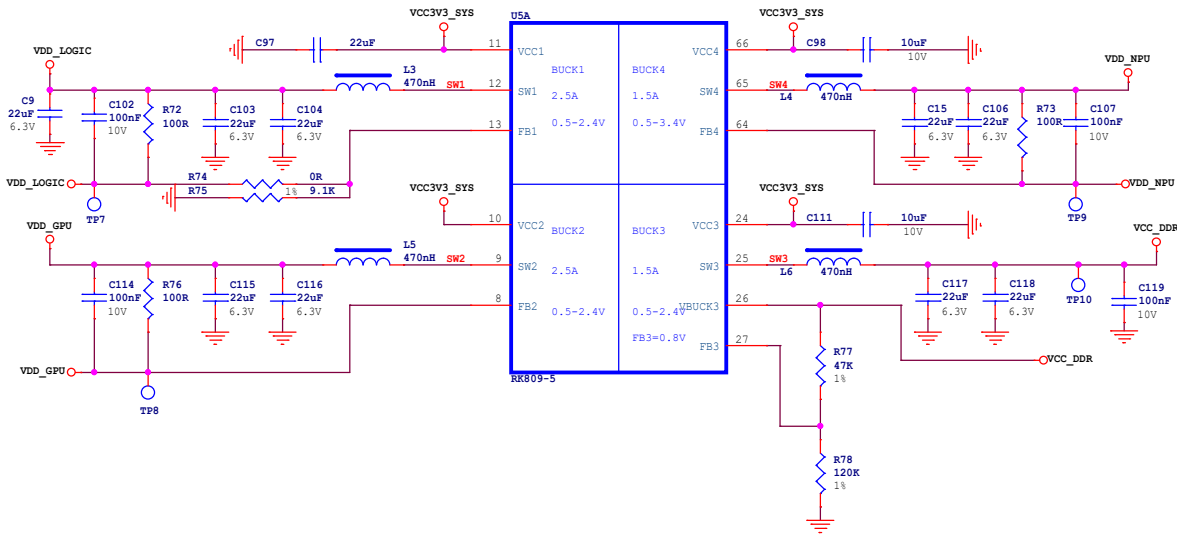 VCC3V3_SYS
U5A
VCC3V3_SYS
C97
22uF
11
VCC1
VCC4
66
C98
10uF
10V
VDD_LOGIC
L3
470nH
SW1
12
SW1
BUCK1
2.5A
0.5-2.4V
BUCK4
1.5A
0.5-3.4V
SW4
65
SW4
L4
470nH
VDD_NPU
C9
22uF
6.3V
C102
100nF
10V
R72
100R
C103
22uF
6.3V
C104
22uF
6.3V
13
FB1
FB4
64
C15
22uF
6.3V
C106
22uF
6.3V
R73
100R
C107
100nF
10V
VDD_LOGIC
TP7
R74
0R
R75
1%
9.1K
VDD_NPU
TP9
VCC3V3_SYS
VCC3V3_SYS
VDD_GPU
10
VCC2
VCC3
24
C111
10uF
10V
VCC_DDR
L5
470nH
SW2
9
SW2
BUCK2
2.5A
0.5-2.4V
BUCK3
1.5A
0.5-2.4V
FB3=0.8V
SW3
25
SW3
L6
470nH
C114
100nF
10V
R76
100R
C115
22uF
6.3V
C116
22uF
6.3V
8
FB2
VBUCK3
26
C117
22uF
6.3V
C118
22uF
6.3V
TP10
C119
100nF
10V
FB3
27
R77
47K
1%
VCC_DDR
VDD_GPU
TP8
RK809-5
R78
120K
1%